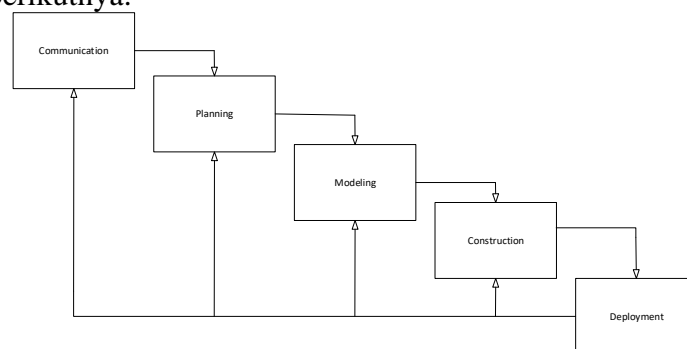 berikutnya.
Communication
Planning
Modeling
Construction
Deployment